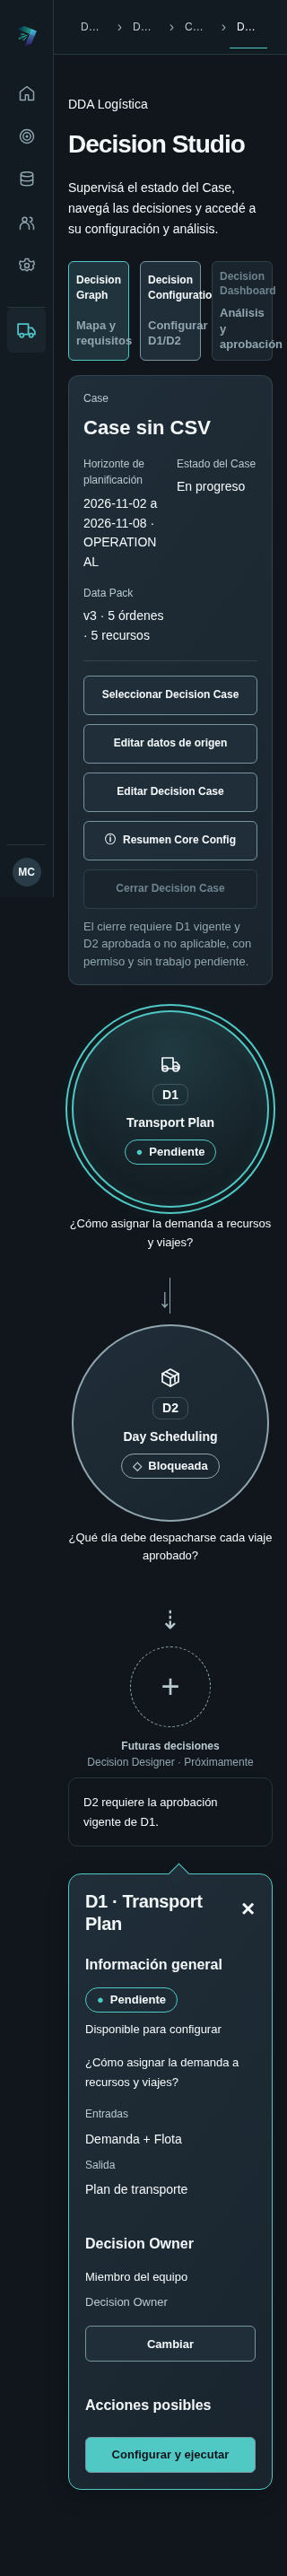 D... › D... › C... › D...
DDA Logística
Decision Studio
Supervisá el estado del Case,
navegá las decisiones y accedé a
su configuración y análisis.
Decision
Graph
Mapa y
requisitos
Decision
Configuratio
Configurar
D1/D2
Decision
Dashboard
Análisis
y
aprobación
Case
Case sin CSV
Horizonte de
planificación
2026-11-02 a
2026-11-08 ·
OPERATION
AL
Estado del Case
En progreso
Data Pack
v3 · 5 órdenes
· 5 recursos
Seleccionar Decision Case
Editar datos de origen
Editar Decision Case
Resumen Core Config
Cerrar Decision Case
MC
El cierre requiere D1 vigente y
D2 aprobada o no aplicable, con
permiso y sin trabajo pendiente.
D1
Transport Plan
Pendiente
¿Cómo asignar la demanda a recursos
y viajes?
D2
Day Scheduling
Bloqueada
¿Qué día debe despacharse cada viaje
aprobado?
Futuras decisiones
Decision Designer · Próximamente
D2 requiere la aprobación
vigente de D1.
D1 · Transport
Plan
Información general
Pendiente
Disponible para configurar
¿Cómo asignar la demanda a
recursos y viajes?
Entradas
Demanda + Flota
Salida
Plan de transporte
Decision Owner
Miembro del equipo
Decision Owner
Cambiar
Acciones posibles
Configurar y ejecutar